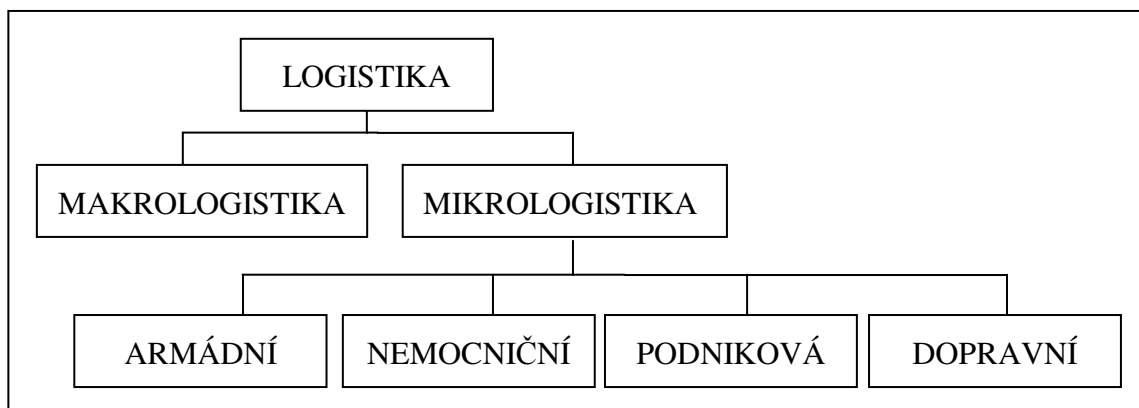 LOGISTIKA
MAKROLOGISTIKA MIKROLOGISTIKA
ARMÁDNÍ NEMOCNIČNÍ PODNIKOVÁ DOPRAVNÍ